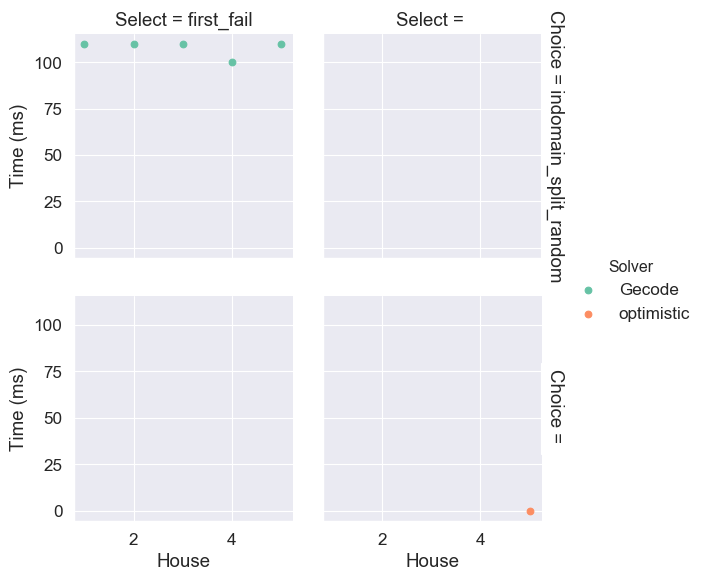 Select = first_fail
Select =
Time (ms)
100
75
50
25
0
Choice = indomain_split_random
Solver
Gecode
optimistic
Time (ms)
100
75
50
25
0
Choice =
2
4
2
4
House
House